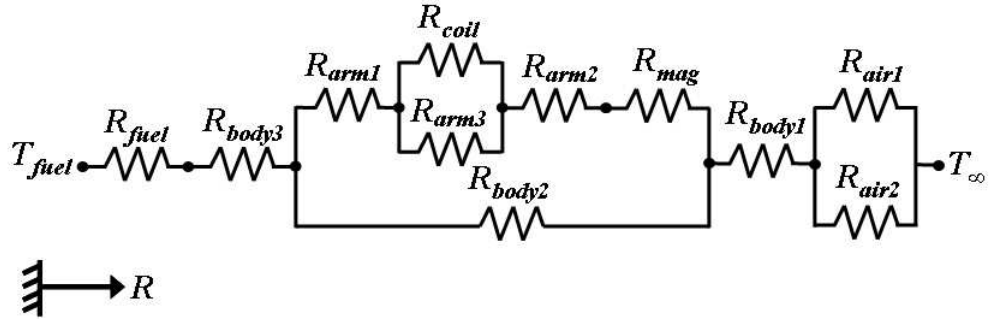 R_coil
R_arm1 R_arm2 R_mag R_air1
R_fuel R_body3 R_arm3 R_body1
T_fuel T_∞
R_body2 R_air2
R